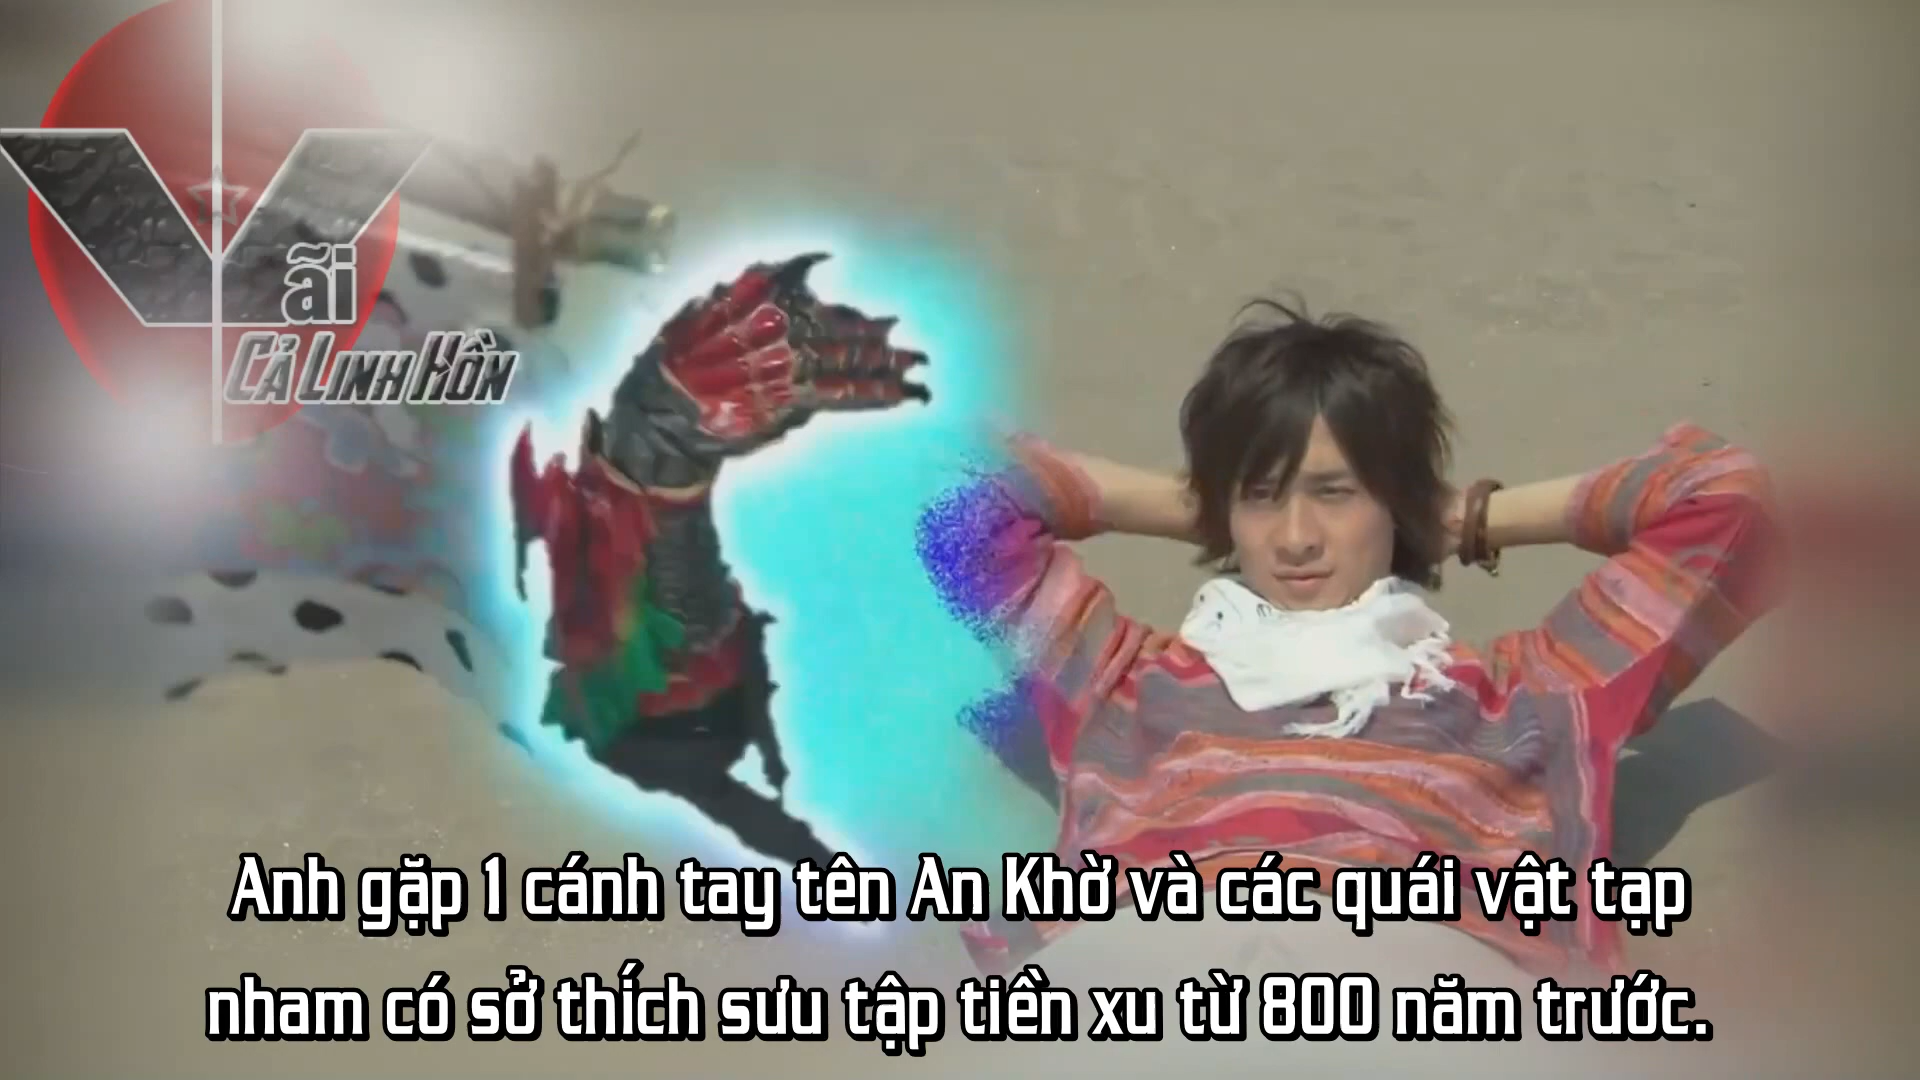 Vãi
Cả Linh Hồn
Anh gặp 1 cánh tay tên An Khờ và các quái vật tạp
nham có sở thích sưu tập tiền xu từ 800 năm trước.